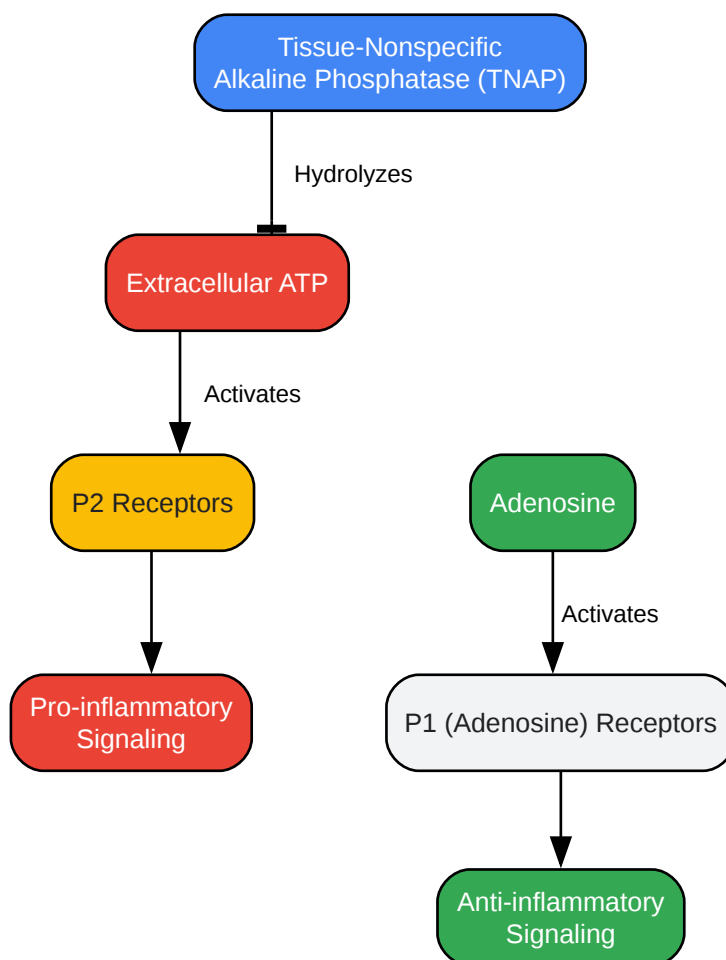 Tissue-Nonspecific
Alkaline Phosphatase (TNAP)
Hydrolyzes
Extracellular ATP
Activates
P2 Receptors
Adenosine
Activates
Pro-inflammatory
Signaling
P1 (Adenosine) Receptors
Anti-inflammatory
Signaling